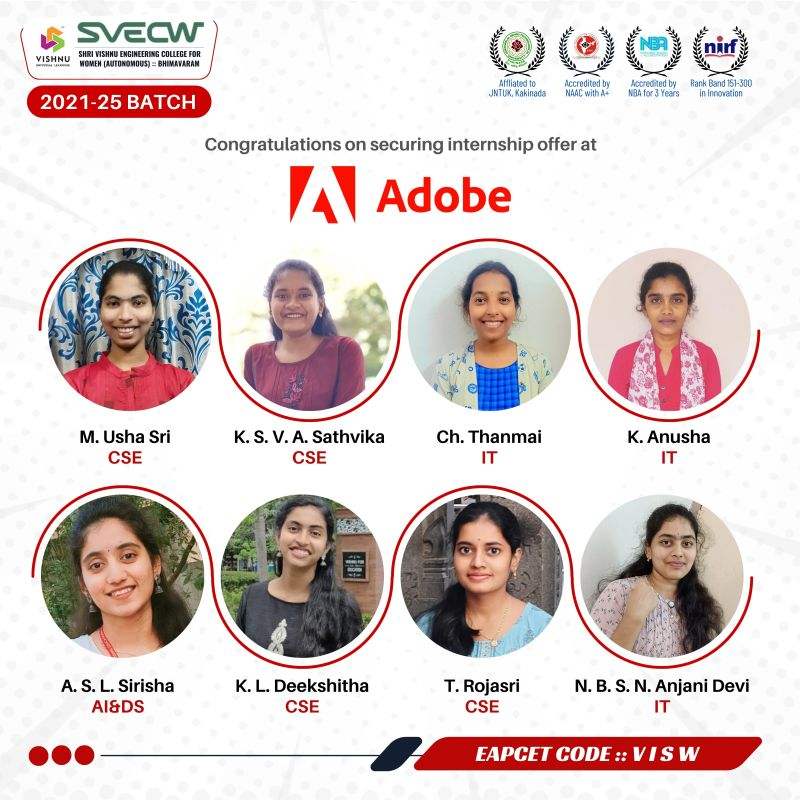 SVECW
VISHNU
UNIVERSAL LEARNING
SHRI VISHNU ENGINEERING COLLEGE FOR
WOMEN (AUTONOMOUS) :: BHIMAVARAM
2021-25 BATCH
NBA
nirf
Affliated to
JNTUK, Kakinada
Accredited by
NAAC with A+
Accredited by
NBA for 3 Years
Rank Band 151-300
in Innovation
Congratulations on securing internship offer at
Adobe
M. Usha Sri
CSE
K. S. V. A. Sathvika
CSE
Ch. Thanmai
IT
K. Anusha
IT
A. S. L. Sirisha
AI&DS
K. L. Deekshitha
CSE
T. Rojasri
CSE
N. B. S. N. Anjani Devi
IT
EAPCET CODE :: V I S W